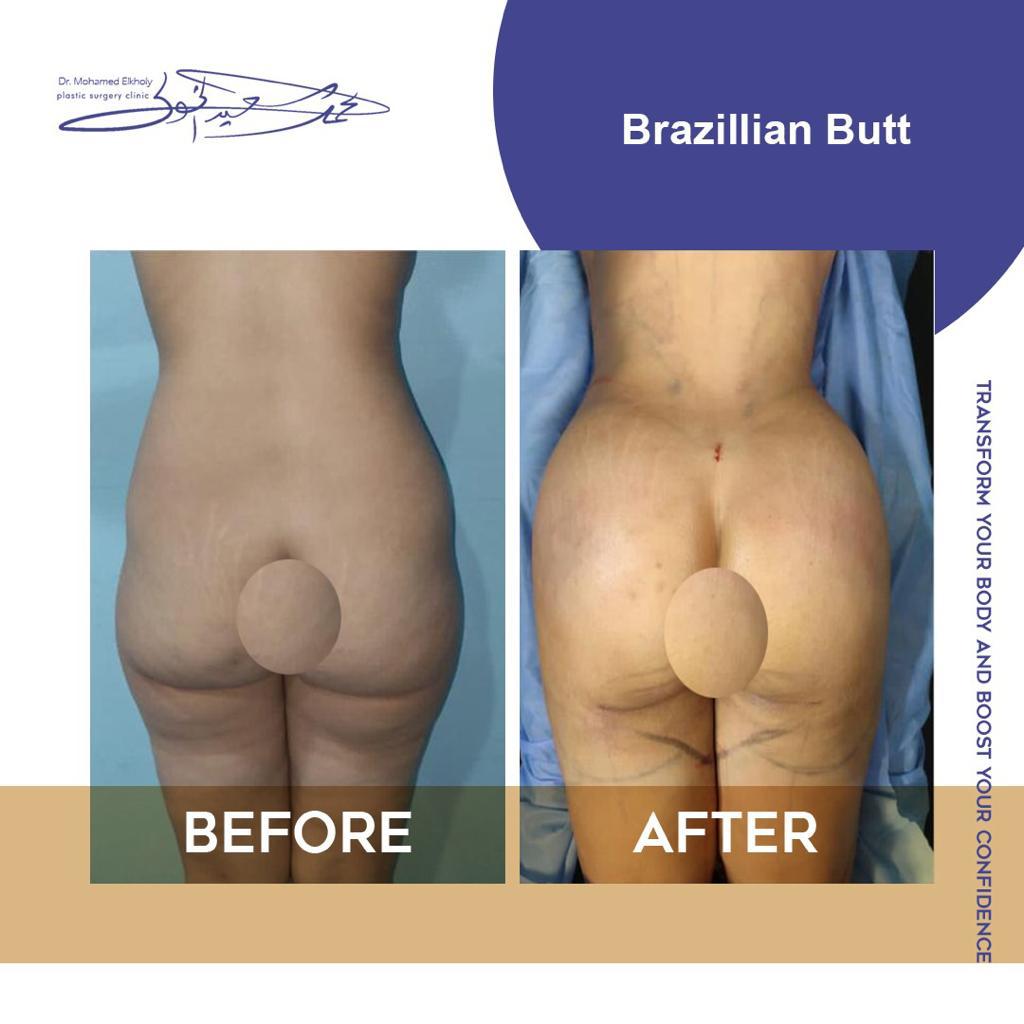 Dr. Mohamed Elkholy
plastic surgery clinic
Brazillian Butt
BEFORE
AFTER
TRANSFORM YOUR BODY AND BOOST YOUR CONFIDENCE